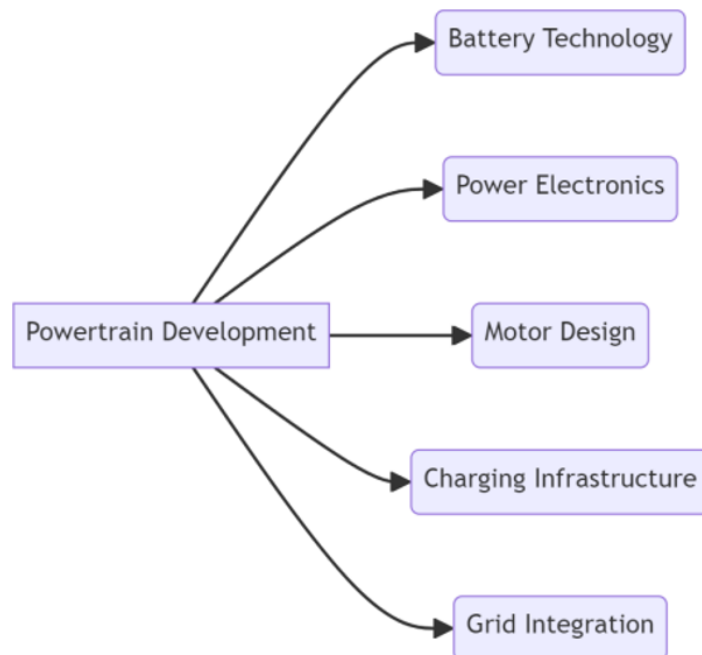 Battery Technology
Power Electronics
Powertrain Development
Motor Design
Charging Infrastructure
Grid Integration